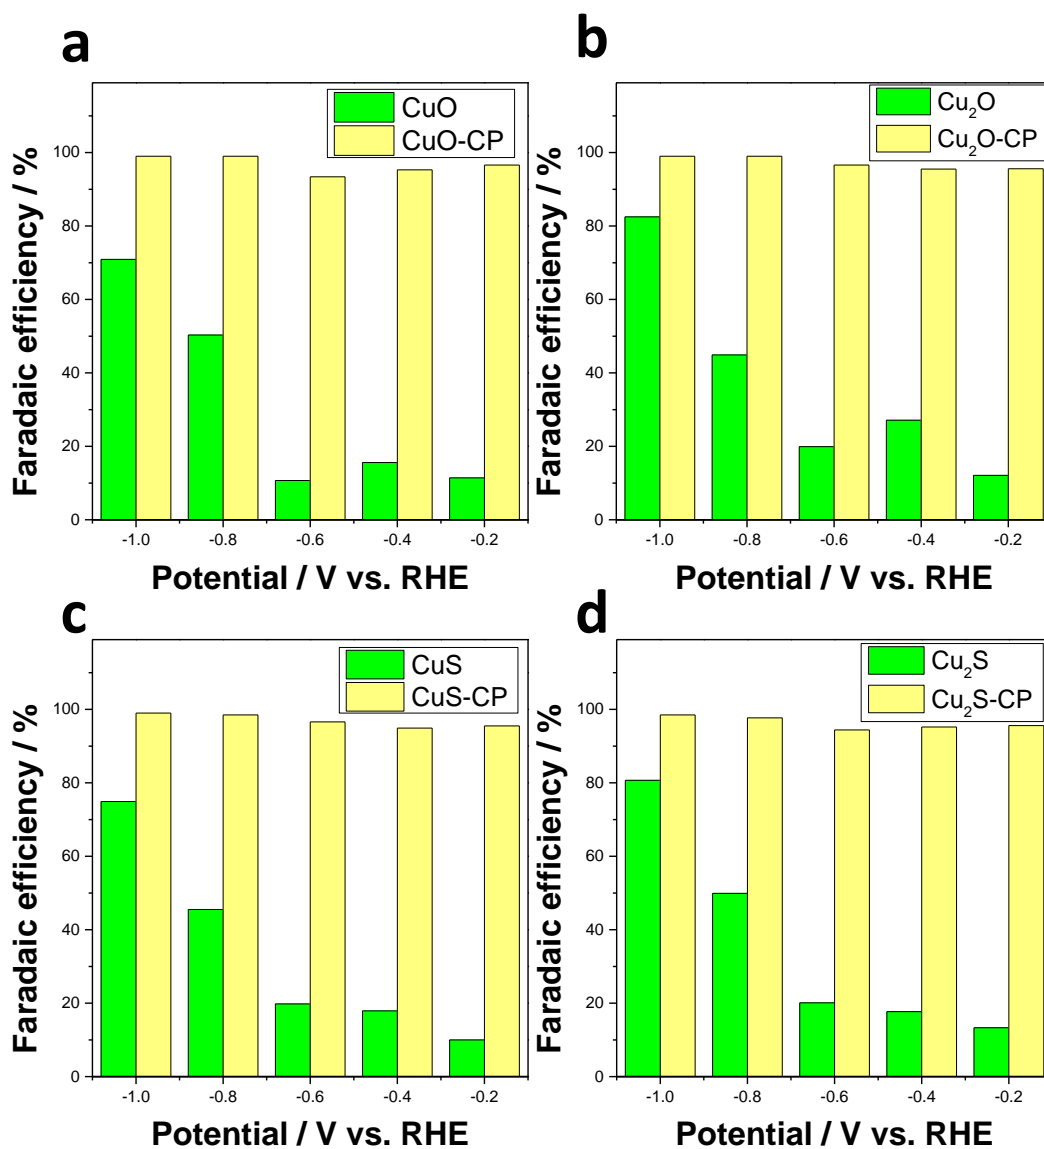 a
CuO
CuO-CP
Faradaic efficiency / %
100
80
60
40
20
0
-1.0 -0.8 -0.6 -0.4 -0.2
Potential / V vs. RHE
b
Cu₂O
Cu₂O-CP
Faradaic efficiency / %
100
80
60
40
20
0
-1.0 -0.8 -0.6 -0.4 -0.2
Potential / V vs. RHE
c
CuS
CuS-CP
Faradaic efficiency / %
100
80
60
40
20
0
-1.0 -0.8 -0.6 -0.4 -0.2
Potential / V vs. RHE
d
Cu₂S
Cu₂S-CP
Faradaic efficiency / %
100
80
60
40
20
0
-1.0 -0.8 -0.6 -0.4 -0.2
Potential / V vs. RHE